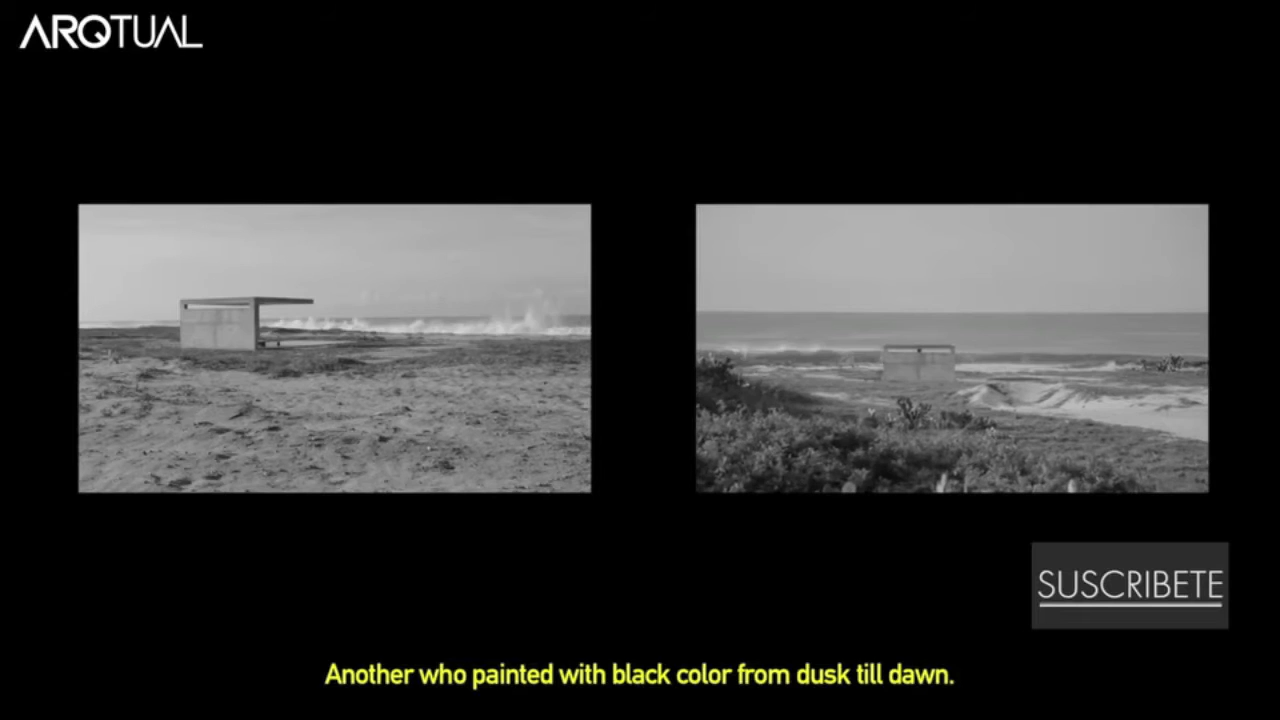 ARQTUAL
SUSCRIBETE
Another who painted with black color from dusk till dawn.